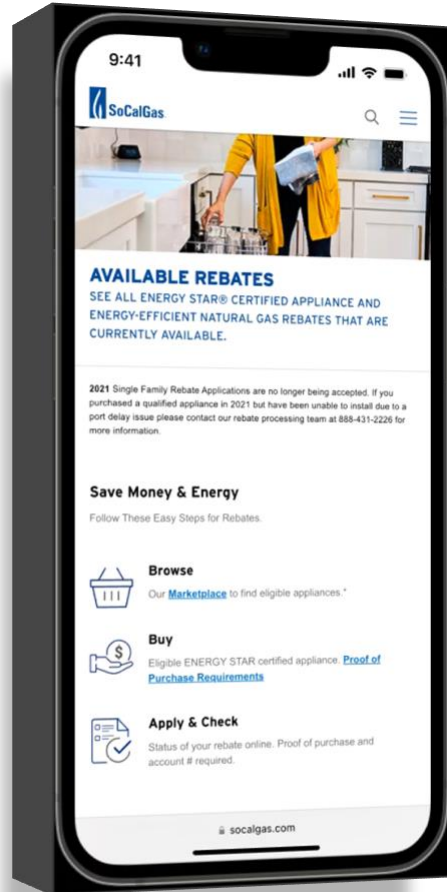 9:41
SoCalGas
AVAILABLE REBATES
SEE ALL ENERGY STAR® CERTIFIED APPLIANCE AND
ENERGY-EFFICIENT NATURAL GAS REBATES THAT ARE
CURRENTLY AVAILABLE.
2021 Single Family Rebate Applications are no longer being accepted. If you
purchased a qualified appliance in 2021 but have been unable to install due to a
port delay issue please contact our rebate processing team at 888-431-2226 for
more information.
Save Money & Energy
Follow These Easy Steps for Rebates.
Browse
Our Marketplace to find eligible appliances.*
Buy
Eligible ENERGY STAR certified appliance. Proof of
Purchase Requirements
Apply & Check
Status of your rebate online. Proof of purchase and
account # required.
socalgas.com